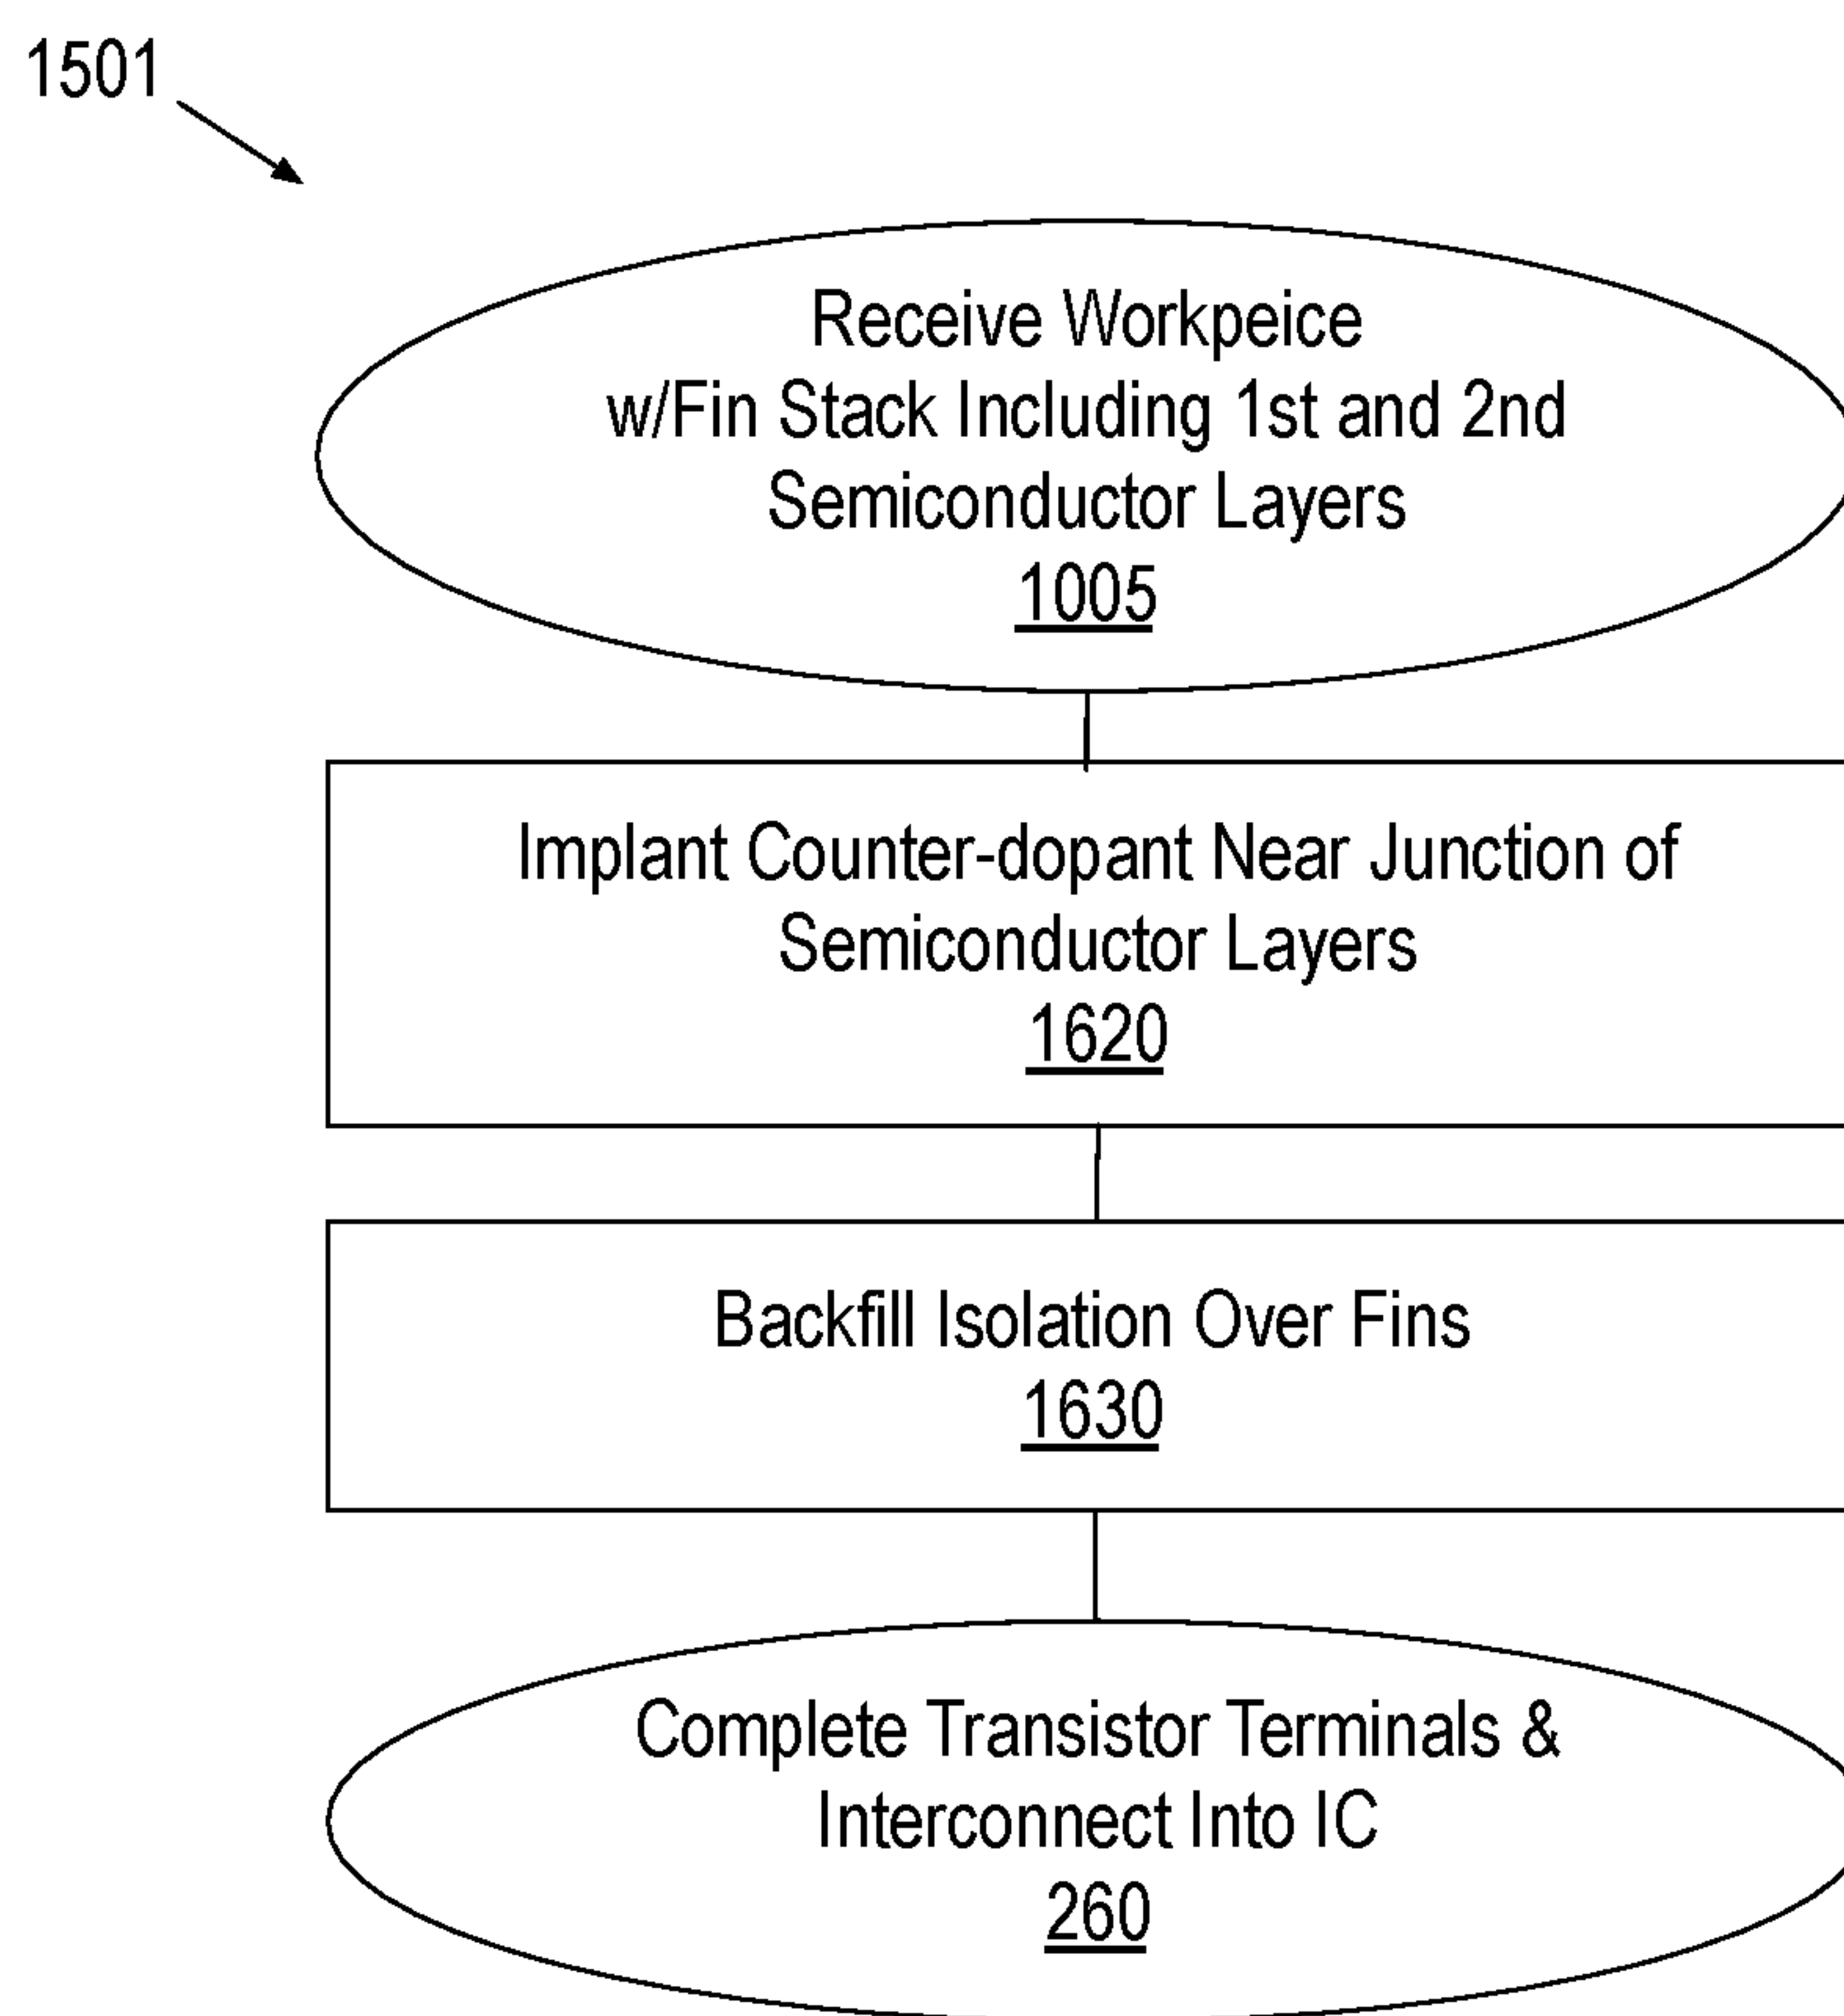 1501
Receive Workpeice
w/Fin Stack Including 1st and 2nd
Semiconductor Layers
1005
Implant Counter-dopant Near Junction of
Semiconductor Layers
1620
Backfill Isolation Over Fins
1630
Complete Transistor Terminals &
Interconnect Into IC
260